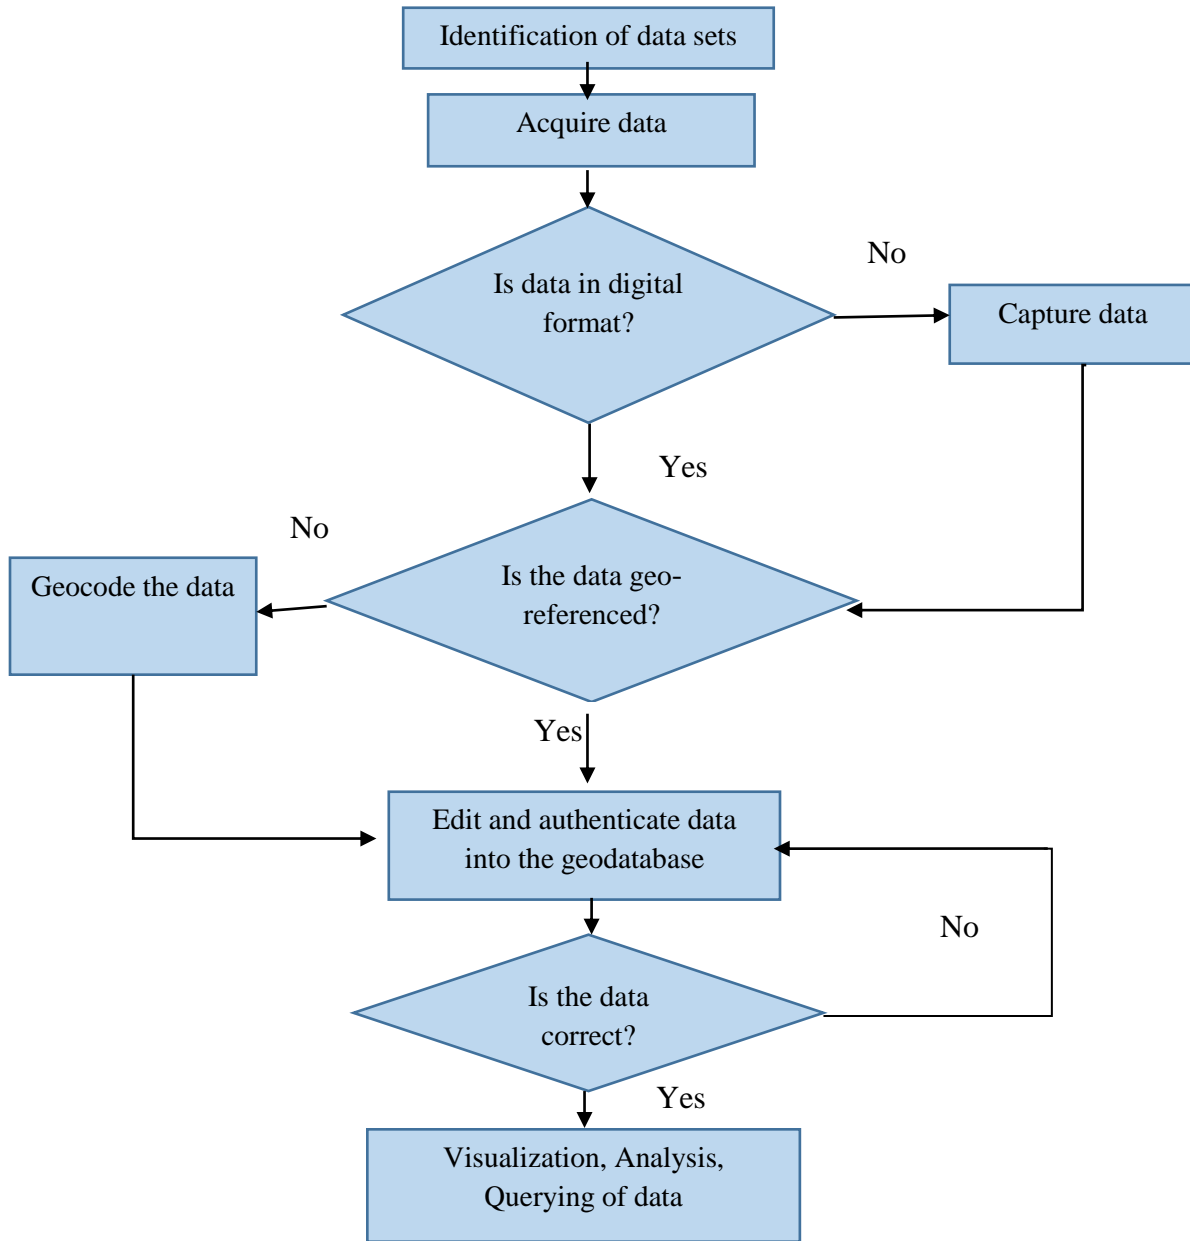 Identification of data sets
Acquire data
Is data in digital
format?
No
Capture data
Yes
No
Geocode the data
Is the data geo-
referenced?
Yes
Edit and authenticate data
into the geodatabase
No
Is the data
correct?
Yes
Visualization, Analysis,
Querying of data